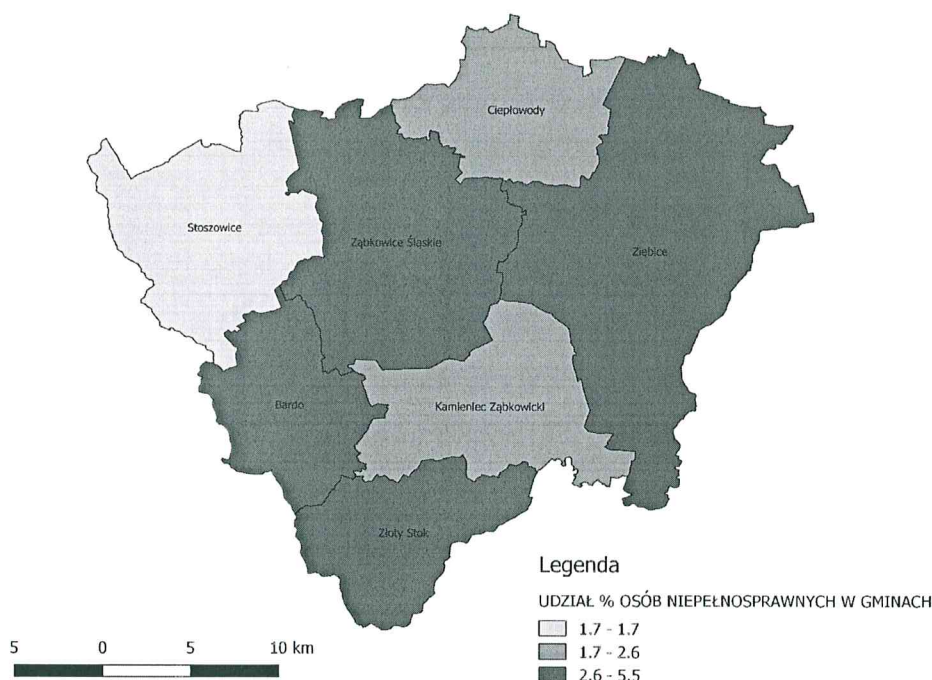 Ciepłowody
Stoszowice
Ząbkowice Śląskie
Ziębice
Bardo
Kamieniec Ząbkowicki
Złoty Stok
Legenda
UDZIAŁ % OSÓB NIEPEŁNOSPRAWNYCH W GMINACH
1.7 - 1.7
1.7 - 2.6
2.6 - 5.5
5 0 5 10 km